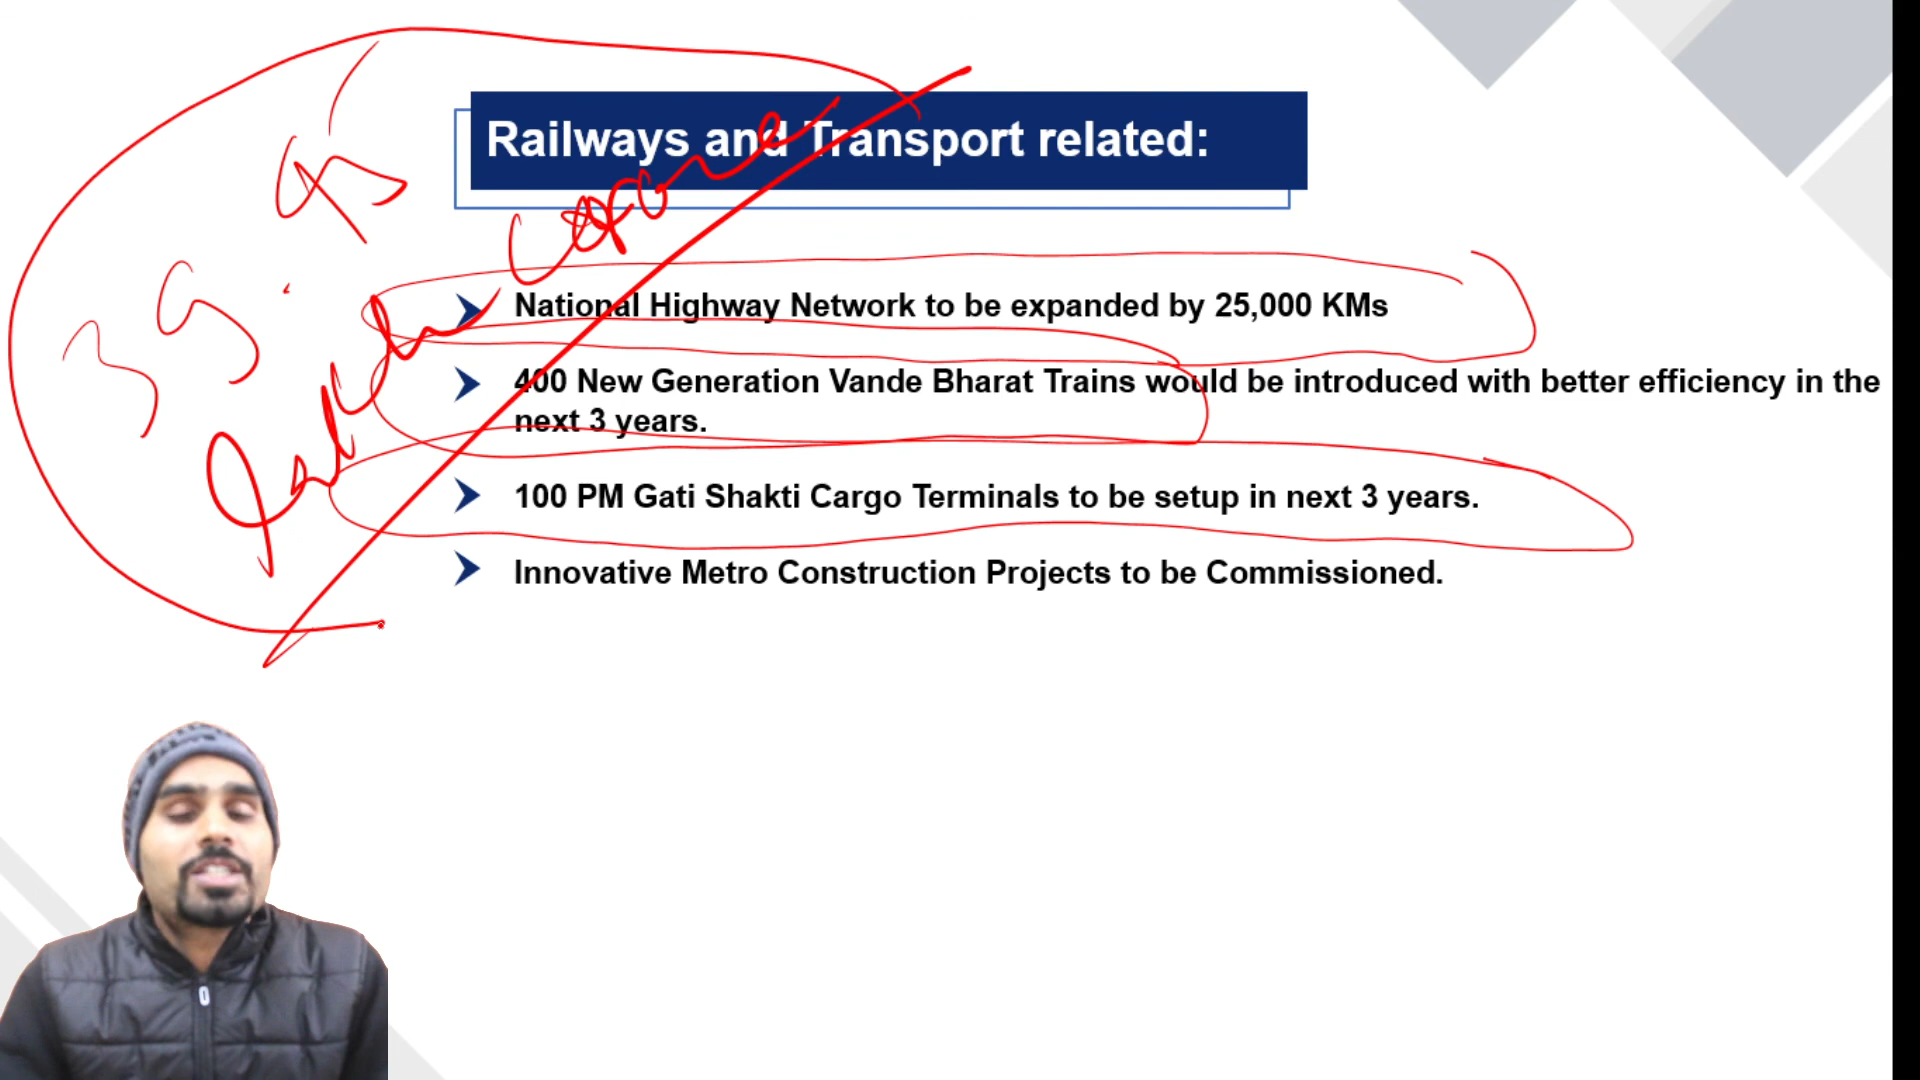 Railways and Transport related:
National Highway Network to be expanded by 25,000 KMs
400 New Generation Vande Bharat Trains would be introduced with better efficiency in the
next 3 years.
100 PM Gati Shakti Cargo Terminals to be setup in next 3 years.
Innovative Metro Construction Projects to be Commissioned.
39.45